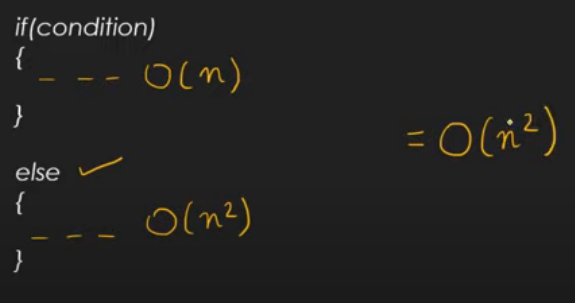 if(condition)
{
_ _ _ O(n)
}
= O(n²)
else ✓
{
_ _ _ O(n²)
}